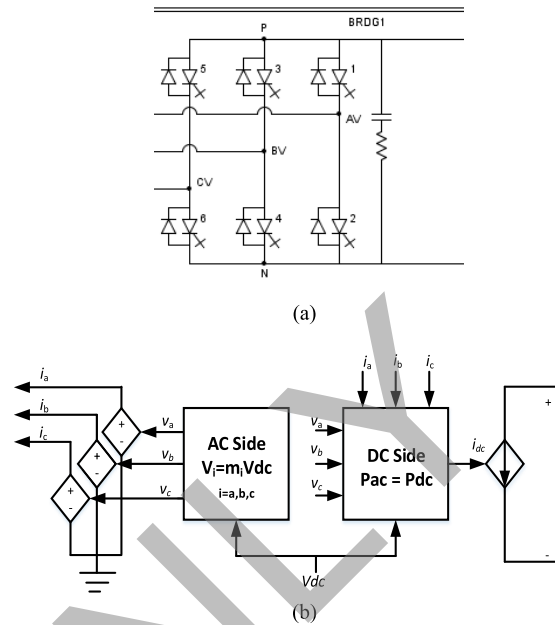 P
BRDG1
5
3
1
AV
BV
CV
6
4
2
N
(a)
ia
ib
ic
ia
ib
ic
+
-
+
-
+
-
va
vb
vc
AC Side
Vi=miVdc
i=a,b,c
va
vb
vc
DC Side
Pac = Pdc
idc
+
-
Vdc
(b)